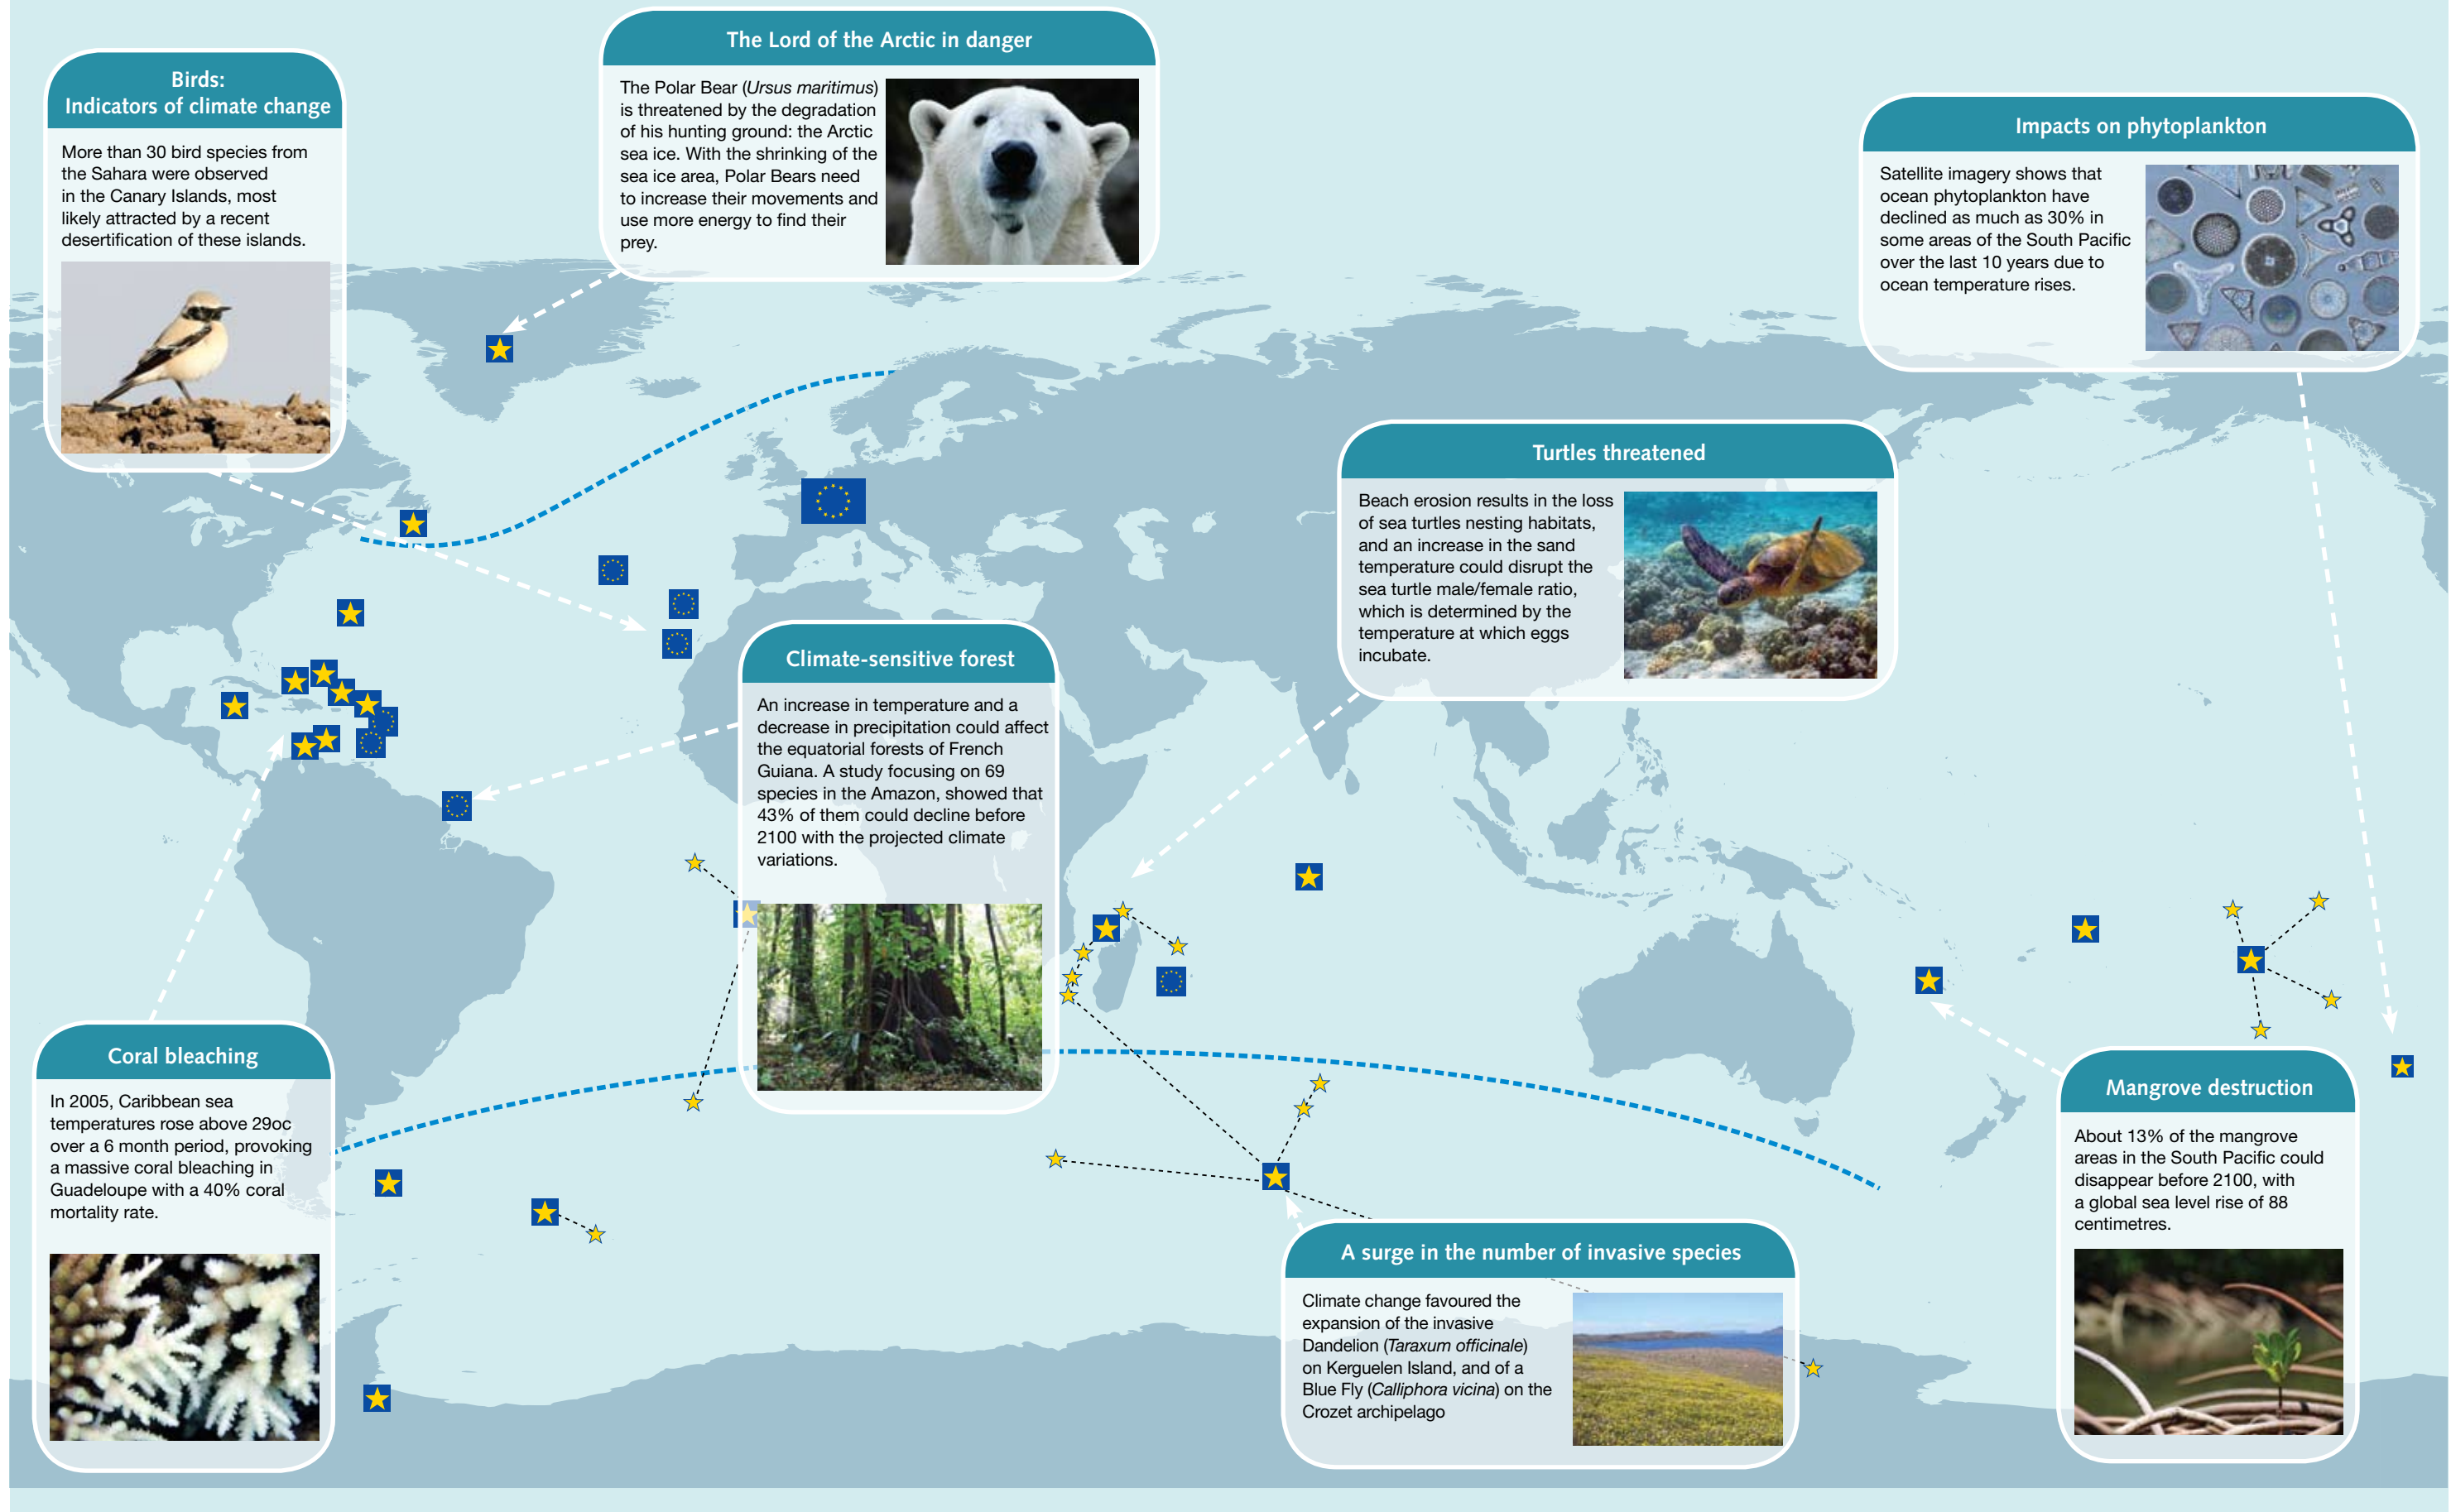 Birds:
Indicators of climate change
More than 30 bird species from
the Sahara were observed
in the Canary Islands, most
likely attracted by a recent
desertification of these islands.
The Lord of the Arctic in danger
The Polar Bear (Ursus maritimus)
is threatened by the degradation
of his hunting ground: the Arctic
sea ice. With the shrinking of the
sea ice area, Polar Bears need
to increase their movements and
use more energy to find their
prey.
Impacts on phytoplankton
Satellite imagery shows that
ocean phytoplankton have
declined as much as 30% in
some areas of the South Pacific
over the last 10 years due to
ocean temperature rises.
Turtles threatened
Beach erosion results in the loss
of sea turtles nesting habitats,
and an increase in the sand
temperature could disrupt the
sea turtle male/female ratio,
which is determined by the
temperature at which eggs
incubate.
Climate-sensitive forest
An increase in temperature and a
decrease in precipitation could affect
the equatorial forests of French
Guiana. A study focusing on 69
species in the Amazon, showed that
43% of them could decline before
2100 with the projected climate
variations.
Coral bleaching
In 2005, Caribbean sea
temperatures rose above 29oc
over a 6 month period, provoking
a massive coral bleaching in
Guadeloupe with a 40% coral
mortality rate.
A surge in the number of invasive species
Climate change favoured the
expansion of the invasive
Dandelion (Taraxum officinale)
on Kerguelen Island, and of a
Blue Fly (Calliphora vicina) on the
Crozet archipelago
Mangrove destruction
About 13% of the mangrove
areas in the South Pacific could
disappear before 2100, with
a global sea level rise of 88
centimetres.